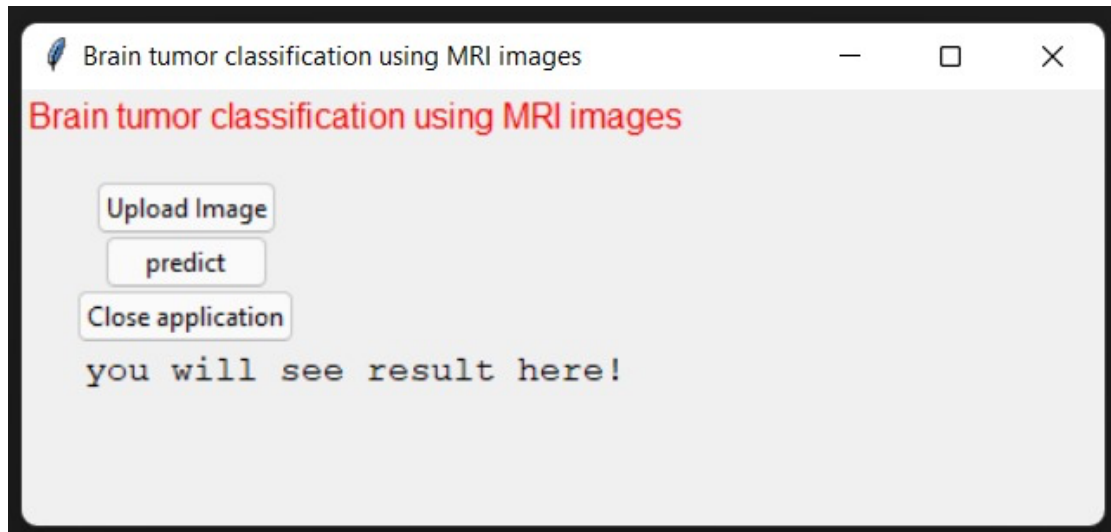 Brain tumor classification using MRI images
Brain tumor classification using MRI images
Upload Image
predict
Close application
you will see result here!